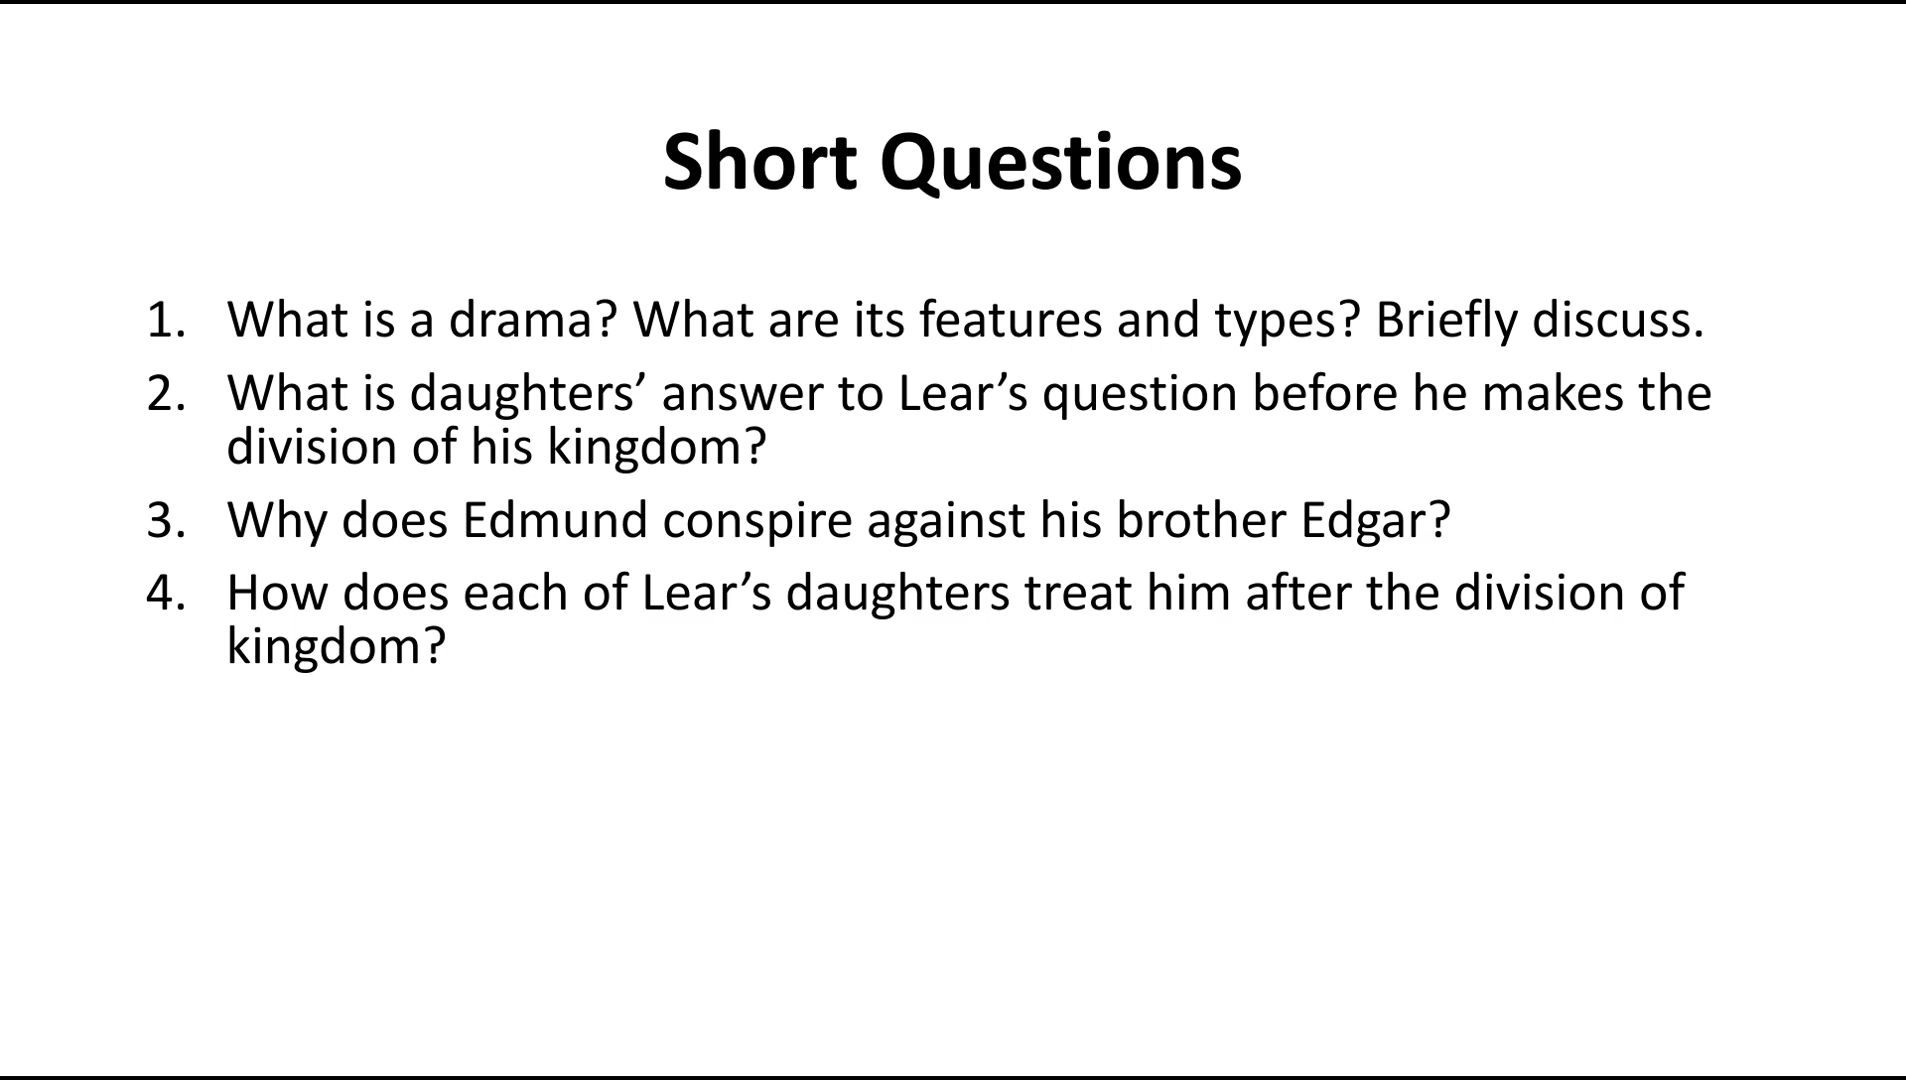 Short Questions
1. What is a drama? What are its features and types? Briefly discuss.
2. What is daughters’ answer to Lear’s question before he makes the
division of his kingdom?
3. Why does Edmund conspire against his brother Edgar?
4. How does each of Lear’s daughters treat him after the division of
kingdom?